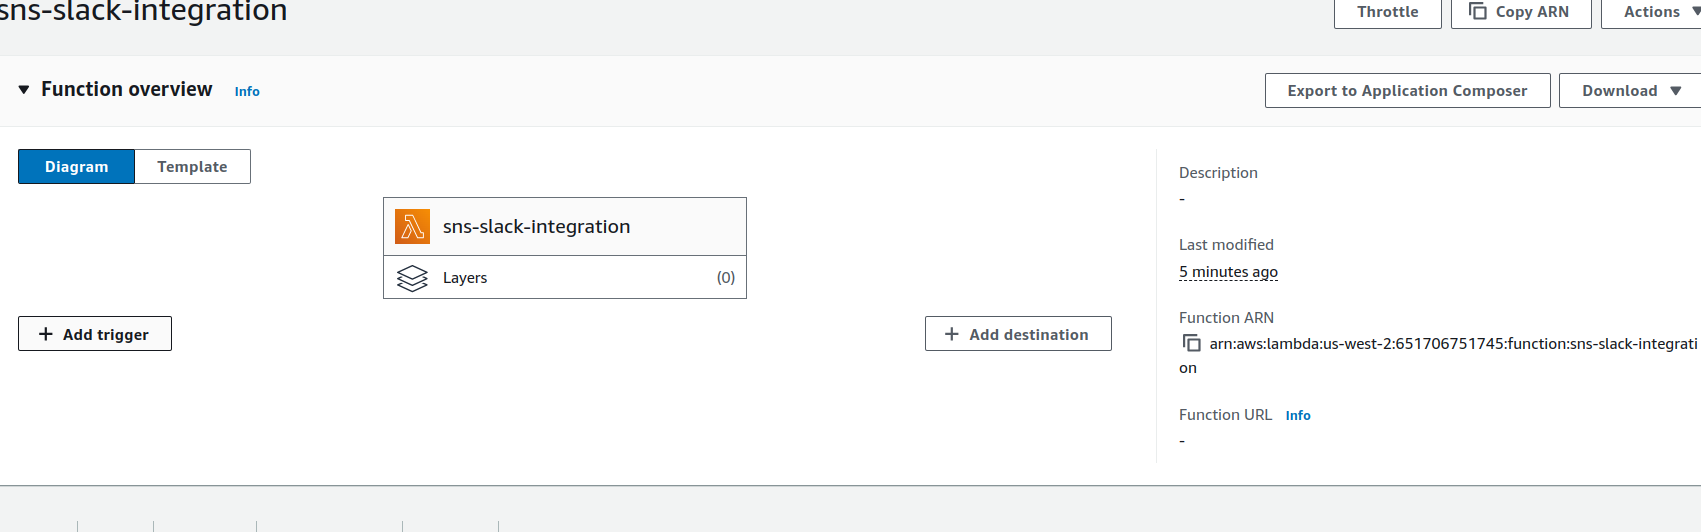 sns-slack-integration
Throttle
Copy ARN
Actions
Function overview
Info
Export to Application Composer
Download
Diagram
Template
sns-slack-integration
Layers
(0)
Add trigger
Add destination
Description
-
Last modified
5 minutes ago
Function ARN
arn:aws:lambda:us-west-2:651706751745:function:sns-slack-integrati
on
Function URL
Info
-